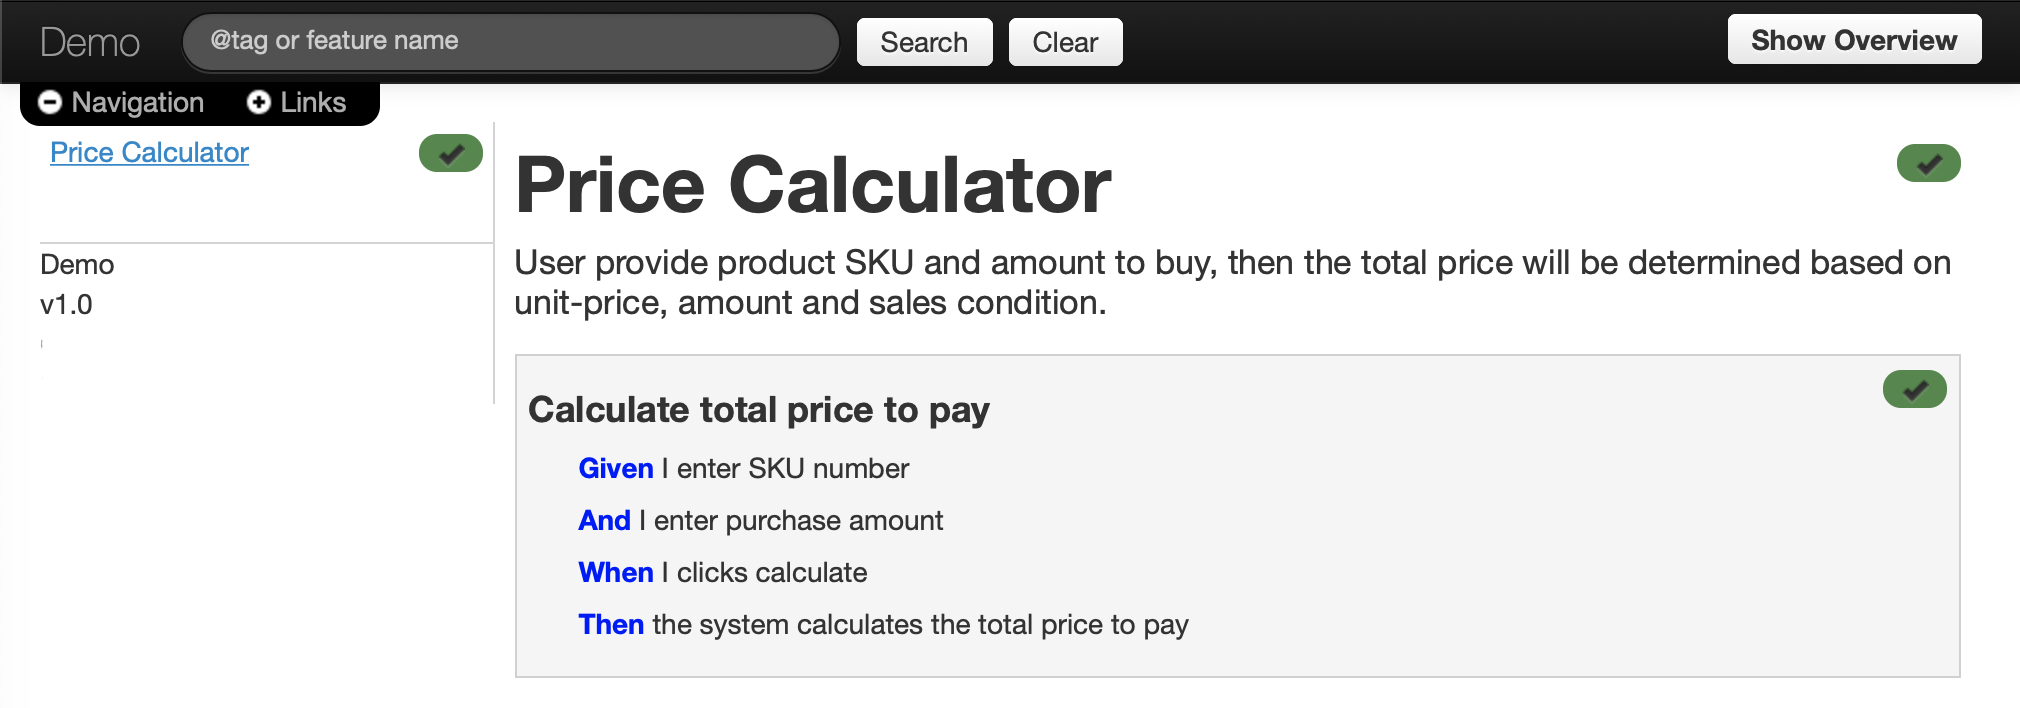 Demo @tag or feature name Search Clear Show Overview
Navigation Links
Price Calculator
Demo
v1.0
Price Calculator
User provide product SKU and amount to buy, then the total price will be determined based on
unit-price, amount and sales condition.
Calculate total price to pay
Given I enter SKU number
And I enter purchase amount
When I clicks calculate
Then the system calculates the total price to pay